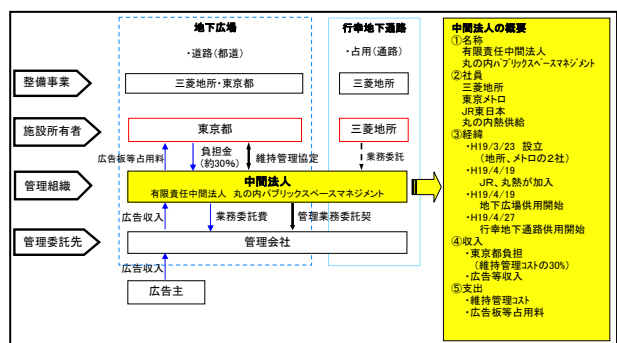 地下広場
・道路(都道)
行幸地下通路
・占用(通路)
整備事業
三菱地所・東京都
三菱地所
施設所有者
東京都
三菱地所
広告板等占用料
負担金
(約30%)
維持管理協定
業務委託
管理組織
中間法人
有限責任中間法人 丸の内パブリックスペースマネジメント
広告収入
業務委託費
管理業務委託契
管理委託先
管理会社
広告収入
広告主
中間法人の概要
①名称
有限責任中間法人
丸の内パブリックスペースマネジメント
②社員
三菱地所
東京メトロ
JR東日本
丸の内熱供給
③経緯
・H19/3/23 設立
(地所、メトロの2社)
・H19/4/19
JR、丸熱が加入
・H19/4/19
地下広場供用開始
・H19/4/27
行幸地下通路供用開始
④収入
・東京都負担
(維持管理コストの30%)
・広告等収入
⑤支出
・維持管理コスト
・広告板等占用料